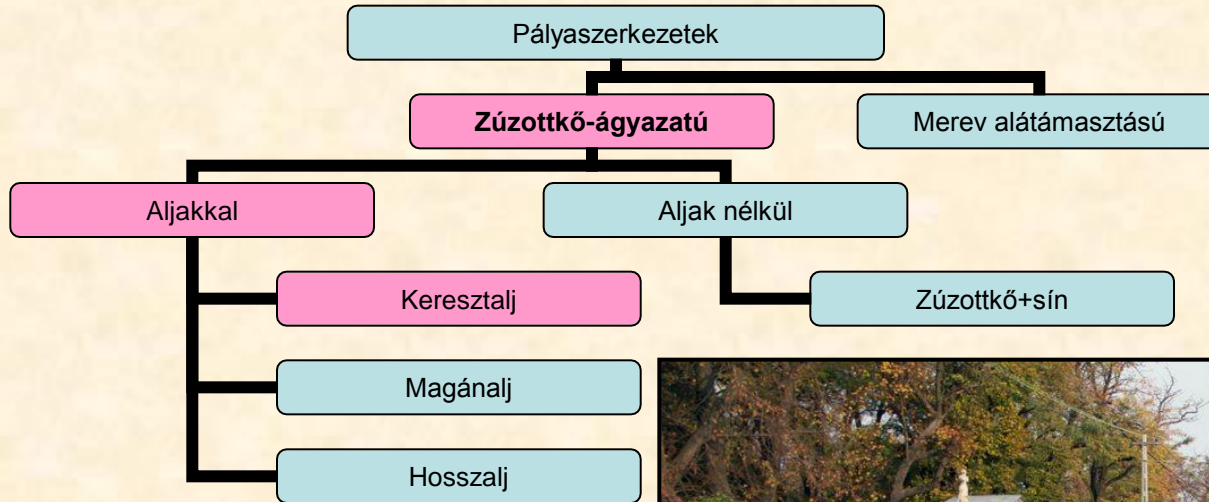 Pályaszerkezetek
Zúzottkő-ágyazatú
Merev alátámasztású
Aljakkal
Aljak nélkül
Keresztalj
Zúzottkő+sín
Magánalj
Hosszalj